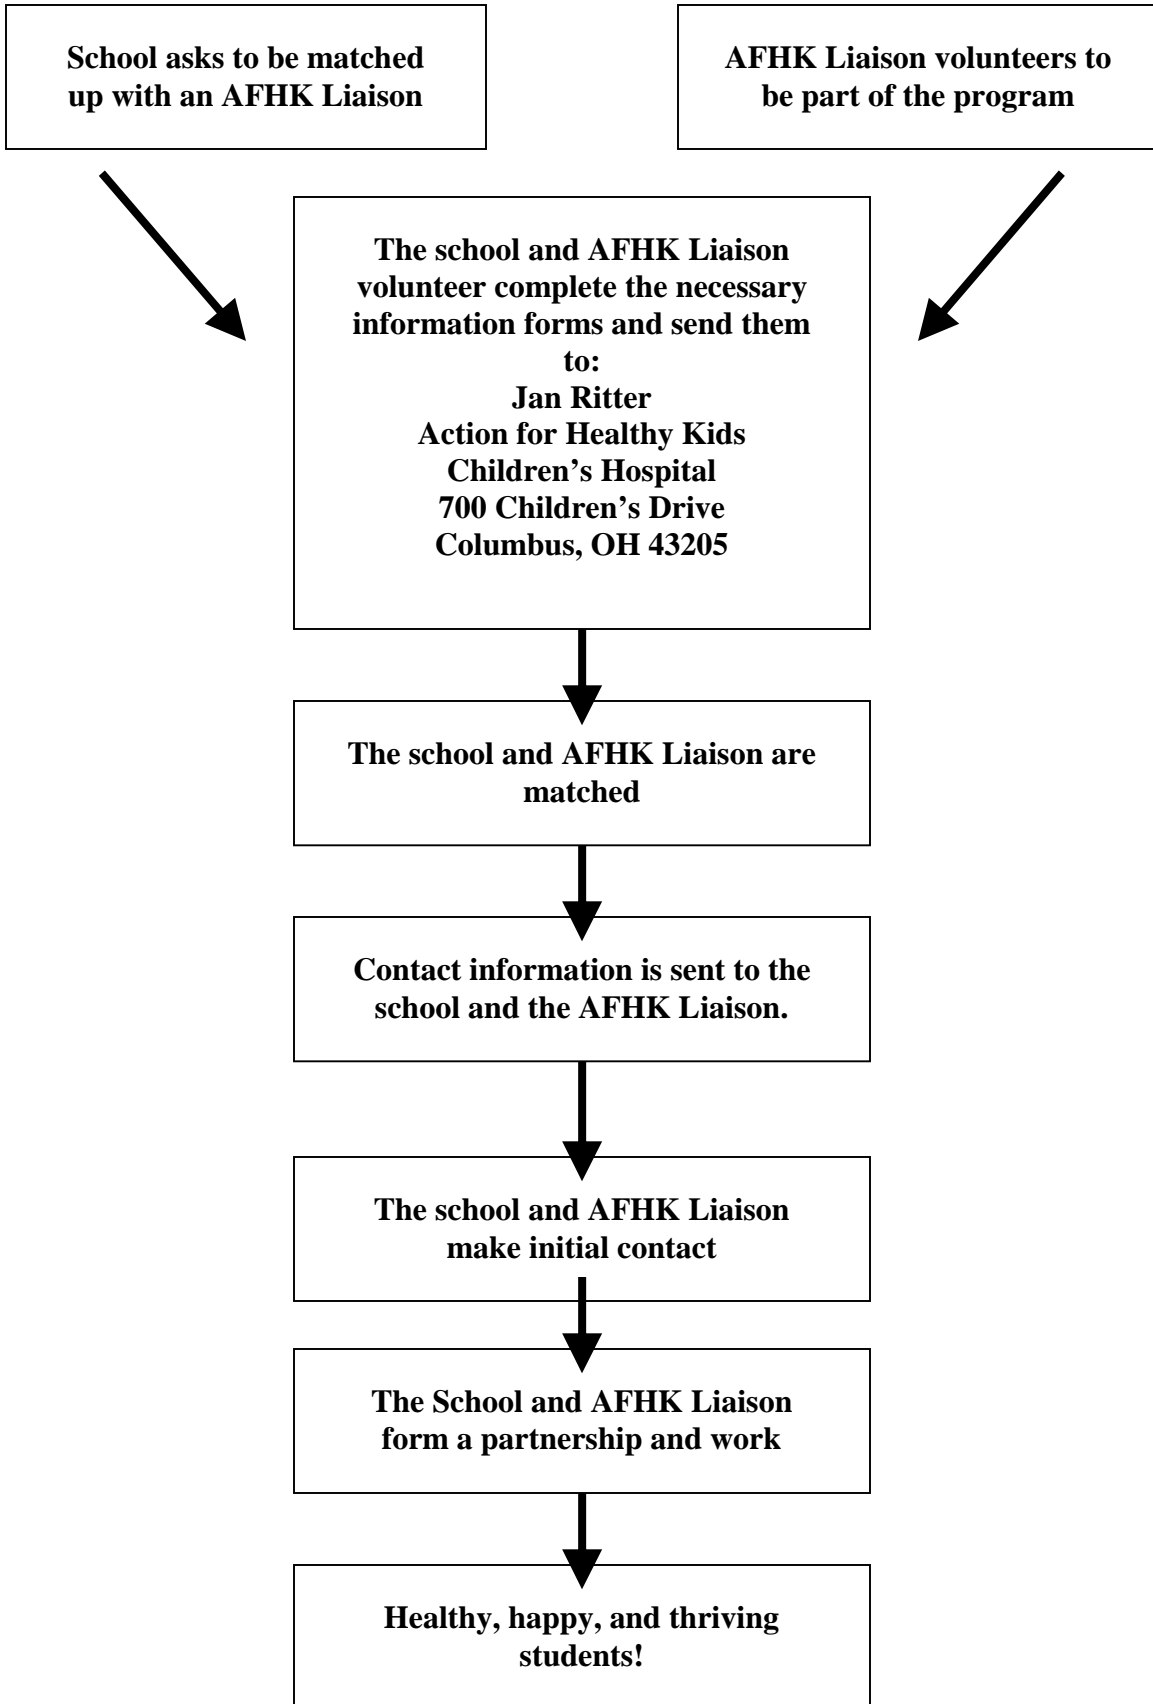 School asks to be matched
up with an AFHK Liaison
AFHK Liaison volunteers to
be part of the program
The school and AFHK Liaison
volunteer complete the necessary
information forms and send them
to:
Jan Ritter
Action for Healthy Kids
Children’s Hospital
700 Children’s Drive
Columbus, OH 43205
The school and AFHK Liaison are
matched
Contact information is sent to the
school and the AFHK Liaison.
The school and AFHK Liaison
make initial contact
The School and AFHK Liaison
form a partnership and work
Healthy, happy, and thriving
students!